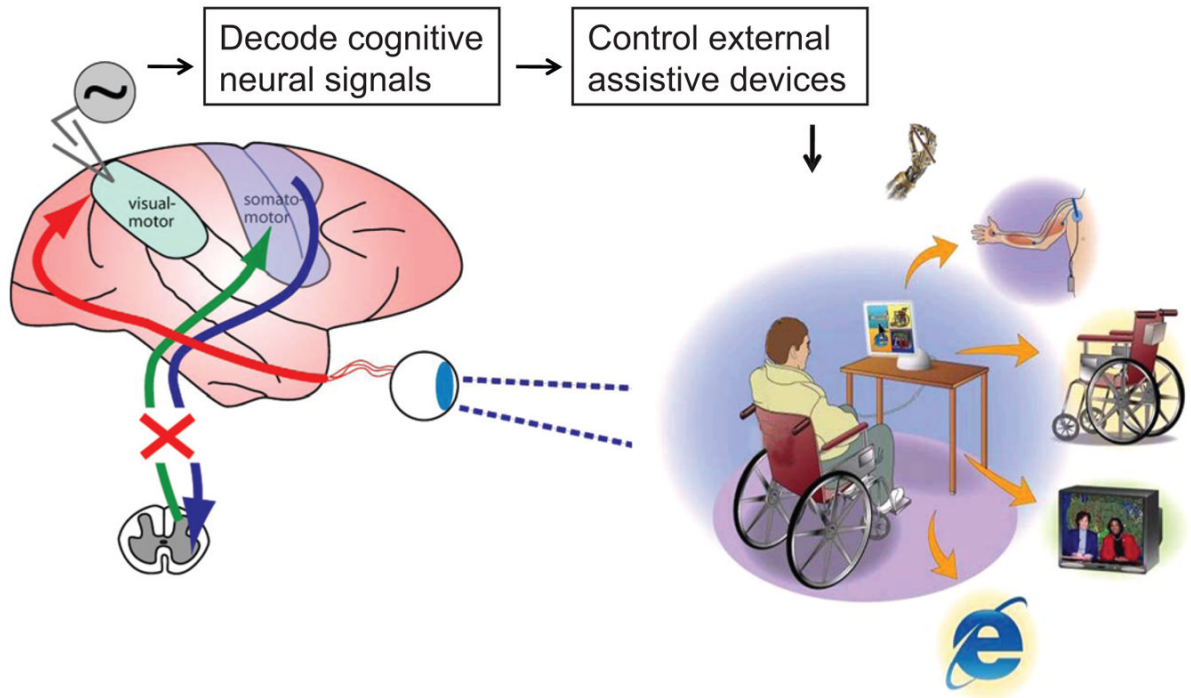 Decode cognitive
neural signals
Control external
assistive devices
visual-
motor
somato-
motor